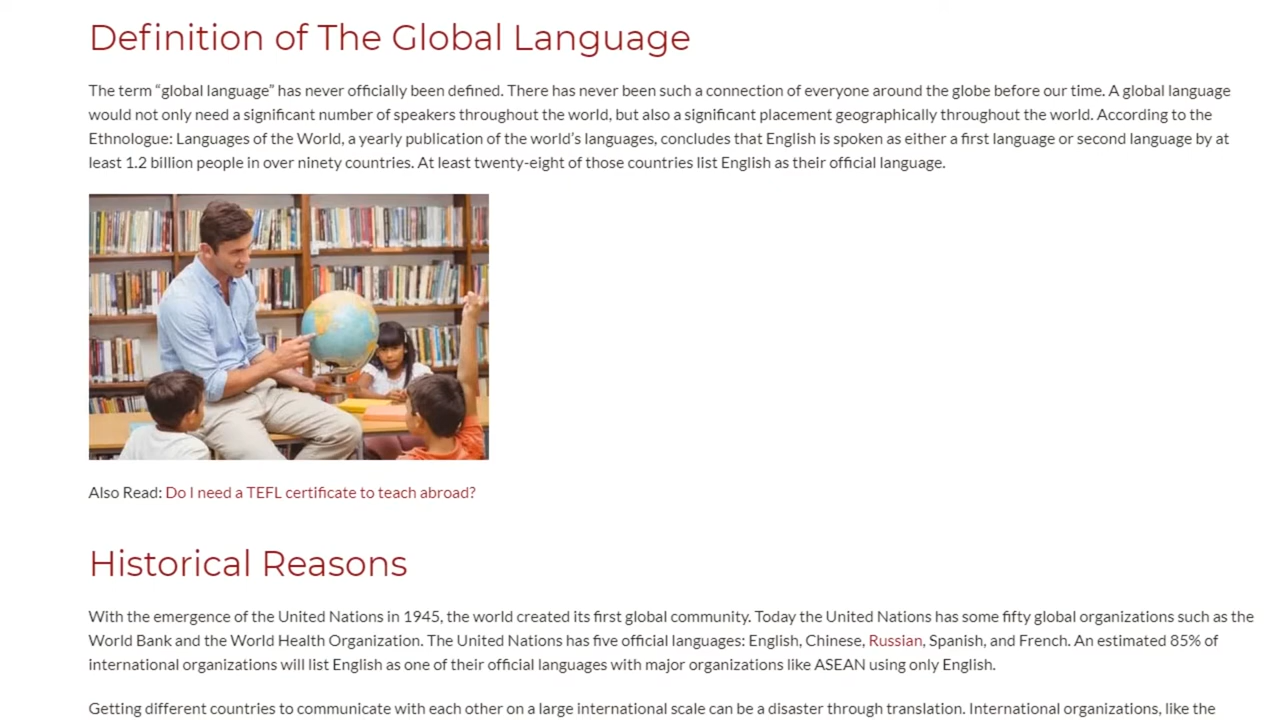 Definition of The Global Language
The term “global language” has never officially been defined. There has never been such a connection of everyone around the globe before our time. A global language
would not only need a significant number of speakers throughout the world, but also a significant placement geographically throughout the world. According to the
Ethnologue: Languages of the World, a yearly publication of the world’s languages, concludes that English is spoken as either a first language or second language by at
least 1.2 billion people in over ninety countries. At least twenty-eight of those countries list English as their official language.
Also Read: Do I need a TEFL certificate to teach abroad?
Historical Reasons
With the emergence of the United Nations in 1945, the world created its first global community. Today the United Nations has some fifty global organizations such as the
World Bank and the World Health Organization. The United Nations has five official languages: English, Chinese, Russian, Spanish, and French. An estimated 85% of
international organizations will list English as one of their official languages with major organizations like ASEAN using only English.
Getting different countries to communicate with each other on a large international scale can be a disaster through translation. International organizations, like the